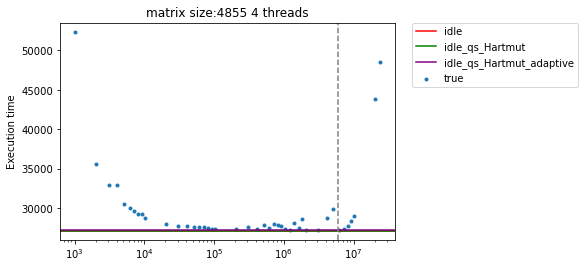 matrix size:4855 4 threads
Execution time
50000
45000
40000
35000
30000
10³
10⁴
10⁵
10⁶
10⁷
idle
idle_qs_Hartmut
idle_qs_Hartmut_adaptive
true